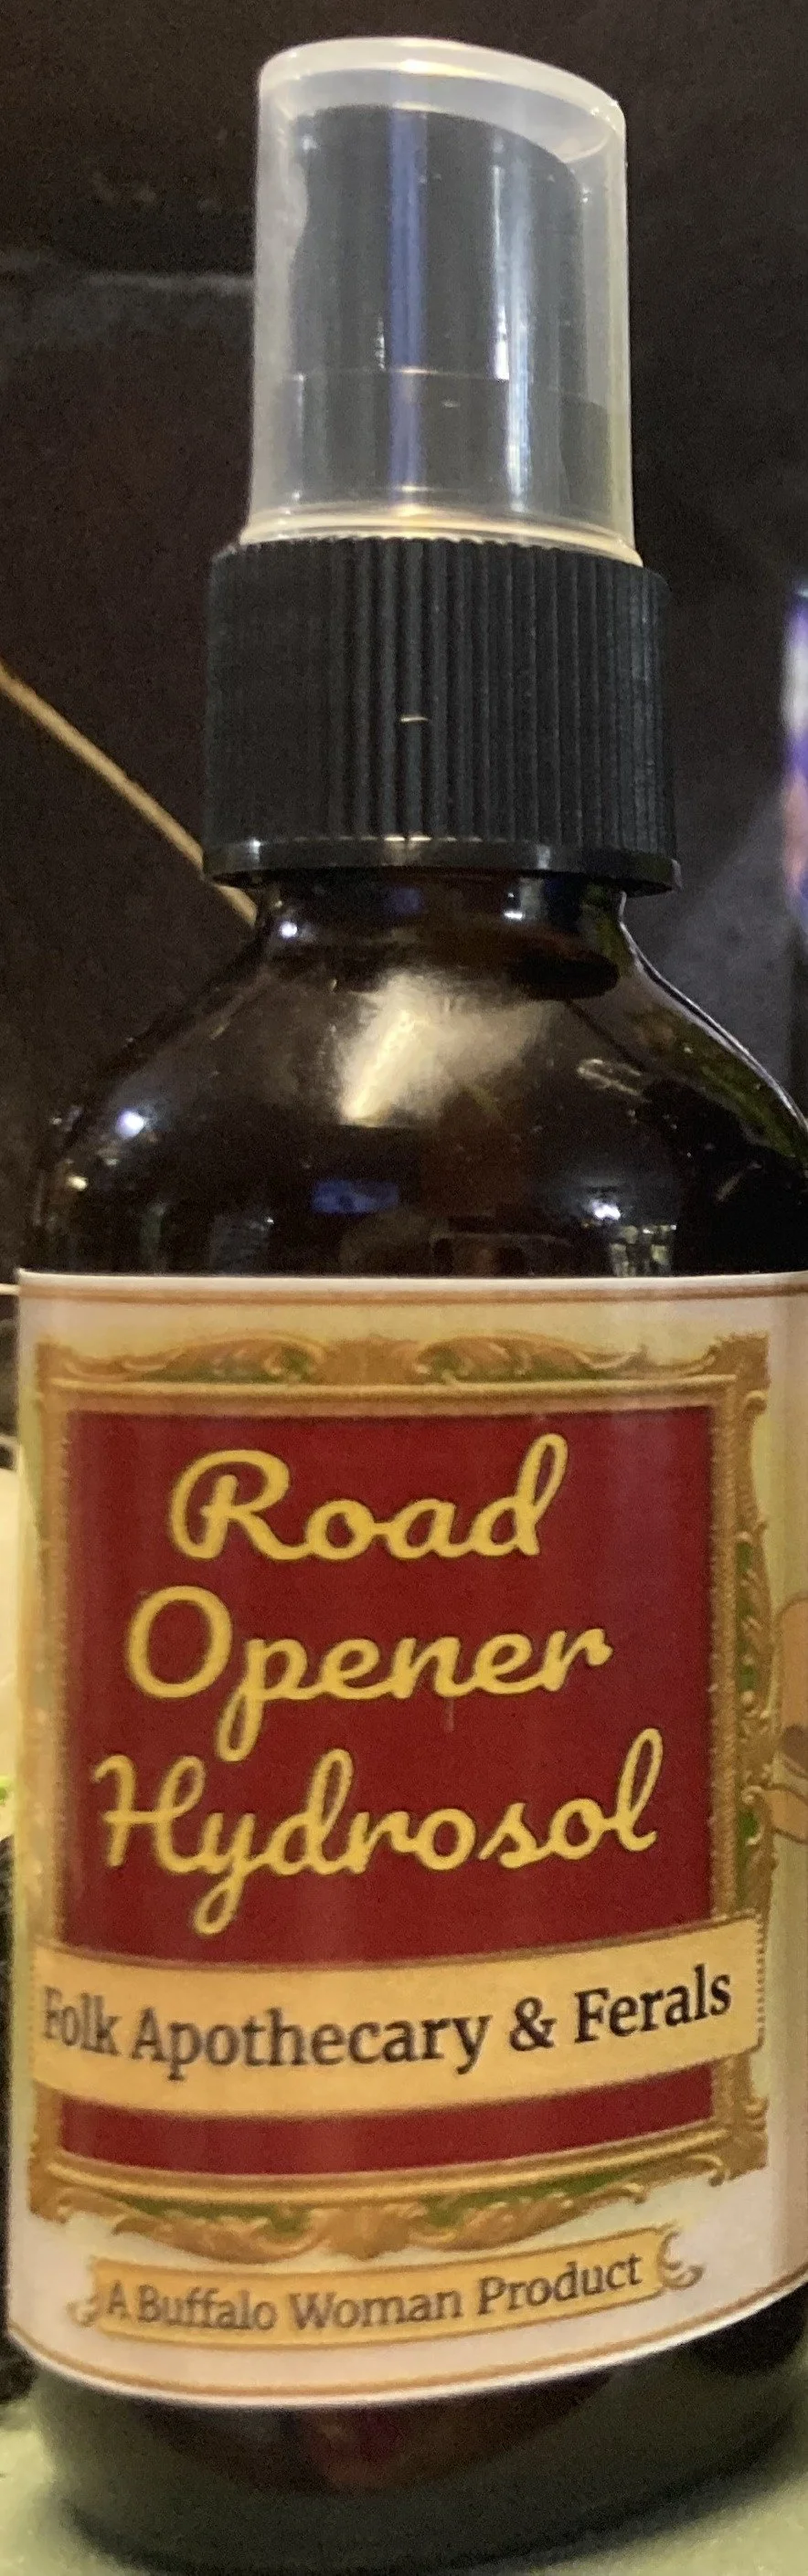 Road
Opener
Hydrosol
Folk Apothecary & Ferals
A Buffalo Woman Product